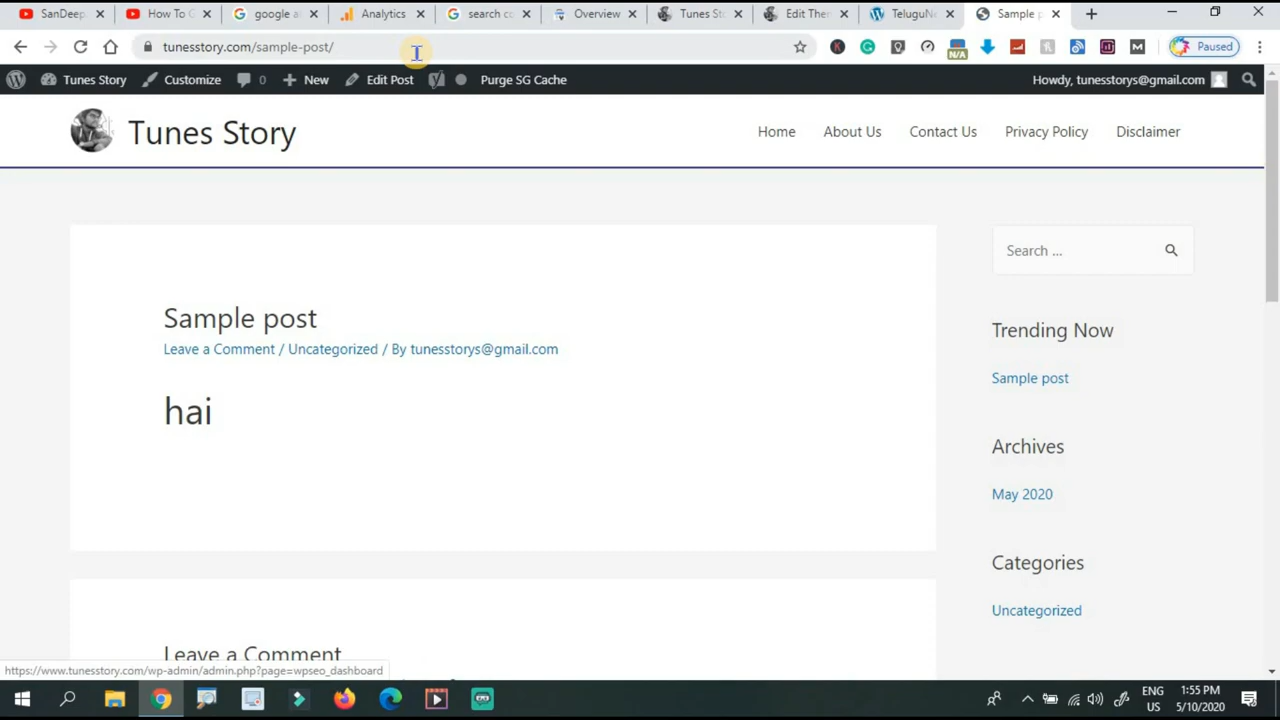 SanDeep
How To G
google a
Analytics
search co
Overview
Tunes Sto
Edit Them
TeluguNe
Sample p
tunesstory.com/sample-post/
N/A
Paused
Tunes Story
Customize
0
New
Edit Post
Purge SG Cache
Howdy, tunesstorys@gmail.com
Tunes Story
Home
About Us
Contact Us
Privacy Policy
Disclaimer
Search ...
Sample post
Leave a Comment / Uncategorized / By tunesstorys@gmail.com
hai
Trending Now
Sample post
Archives
May 2020
Categories
Uncategorized
Leave a Comment
https://www.tunesstory.com/wp-admin/admin.php?page=wpseo_dashboard
ENG
US
1:55 PM
5/10/2020